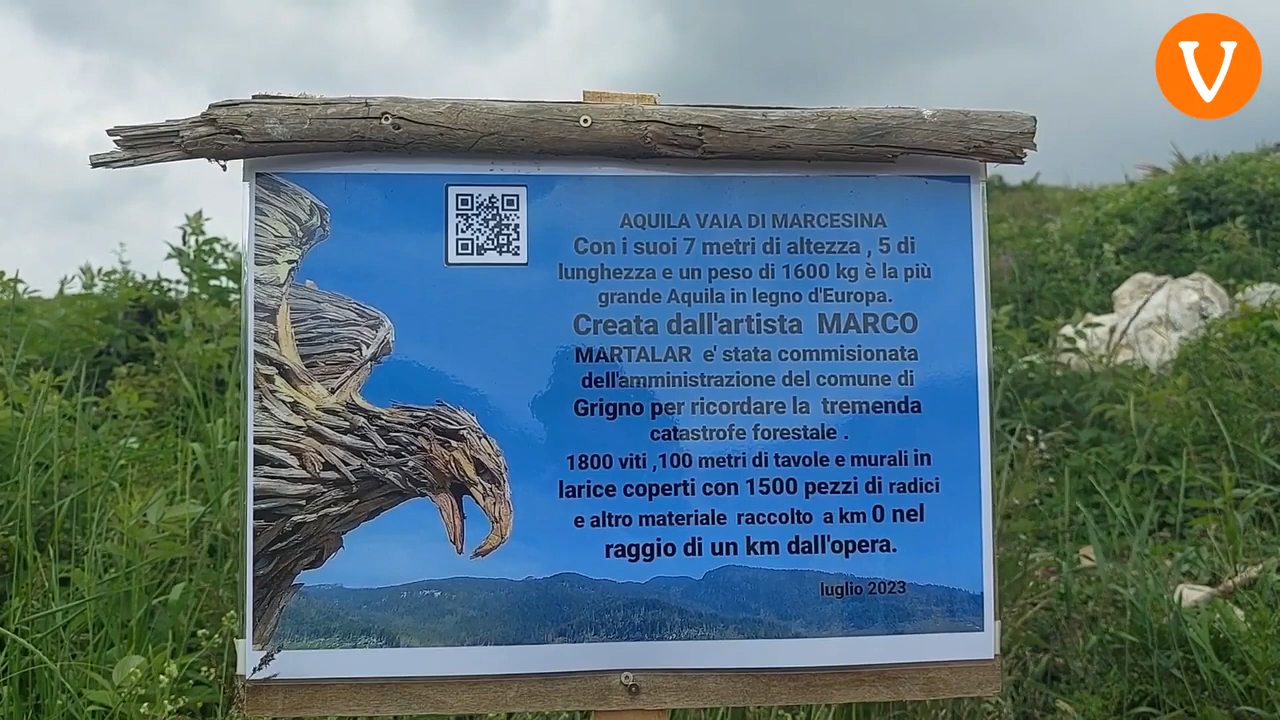 V
AQUILA VAIA DI MARCESINA
Con i suoi 7 metri di altezza , 5 di
lunghezza e un peso di 1600 kg è la più
grande Aquila in legno d'Europa.
Creata dall'artista MARCO
MARTALAR e' stata commisionata
dell'amministrazione del comune di
Grigno per ricordare la tremenda
catastrofe forestale .
1800 viti ,100 metri di tavole e murali in
larice coperti con 1500 pezzi di radici
e altro materiale raccolto a km 0 nel
raggio di un km dall'opera.
luglio 2023